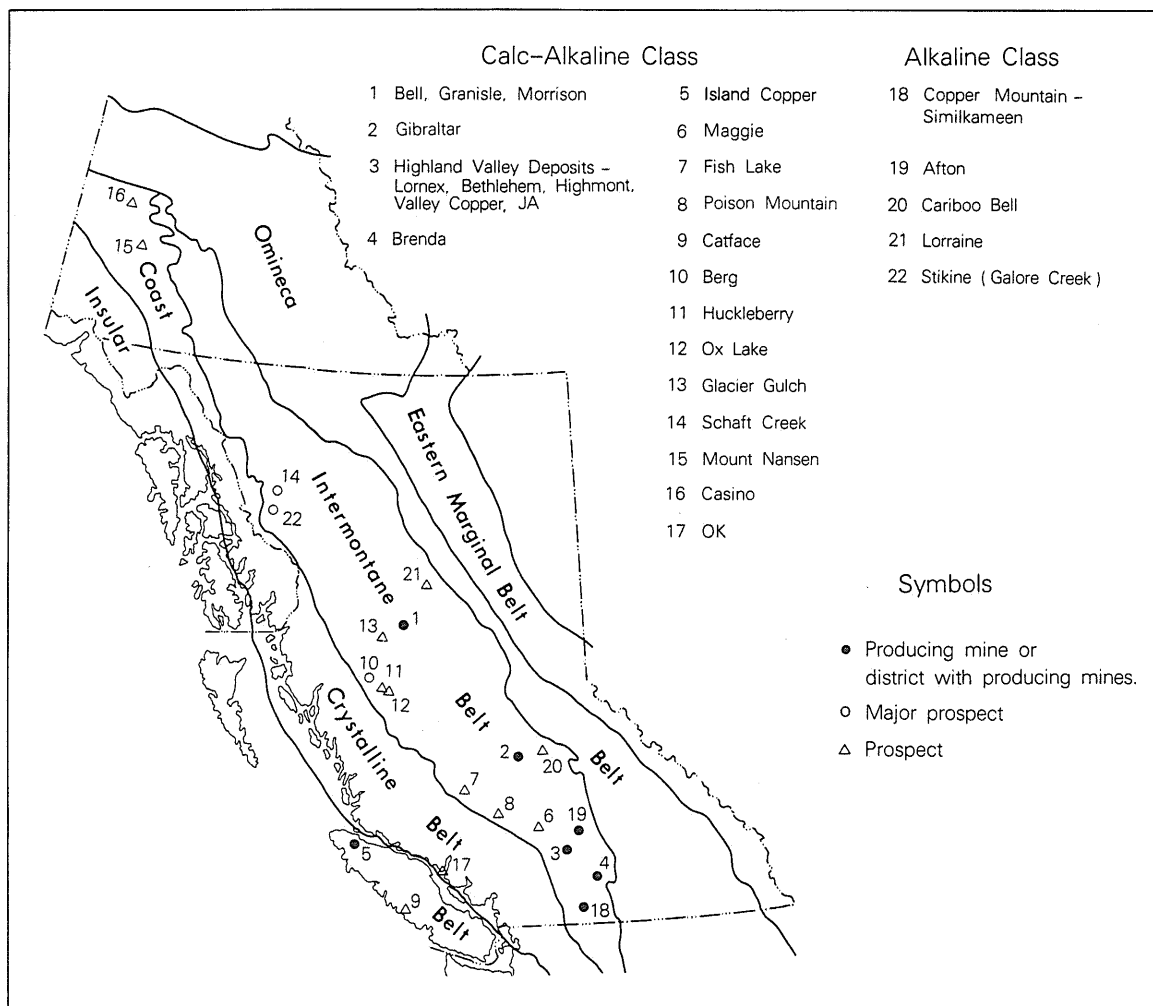 Calc-Alkaline Class
1 Bell, Granisle, Morrison
2 Gibraltar
3 Highland Valley Deposits -
Lornex, Bethlehem, Highmont,
Valley Copper, JA
4 Brenda
5 Island Copper
6 Maggie
7 Fish Lake
8 Poison Mountain
9 Catface
10 Berg
11 Huckleberry
12 Ox Lake
13 Glacier Gulch
14 Schaft Creek
15 Mount Nansen
16 Casino
17 OK
Alkaline Class
18 Copper Mountain -
Similkameen
19 Afton
20 Cariboo Bell
21 Lorraine
22 Stikine (Galore Creek)
Symbols
Producing mine or
district with producing mines.
Major prospect
Prospect
16
15
Omineca
Coast
Insular
Eastern Marginal Belt
14
22
Intermontane
21
1
13
10
11
12
Crystalline
Belt
2
20
Belt
7
8
6
19
3
4
Belt
5
17
18
9
Belt